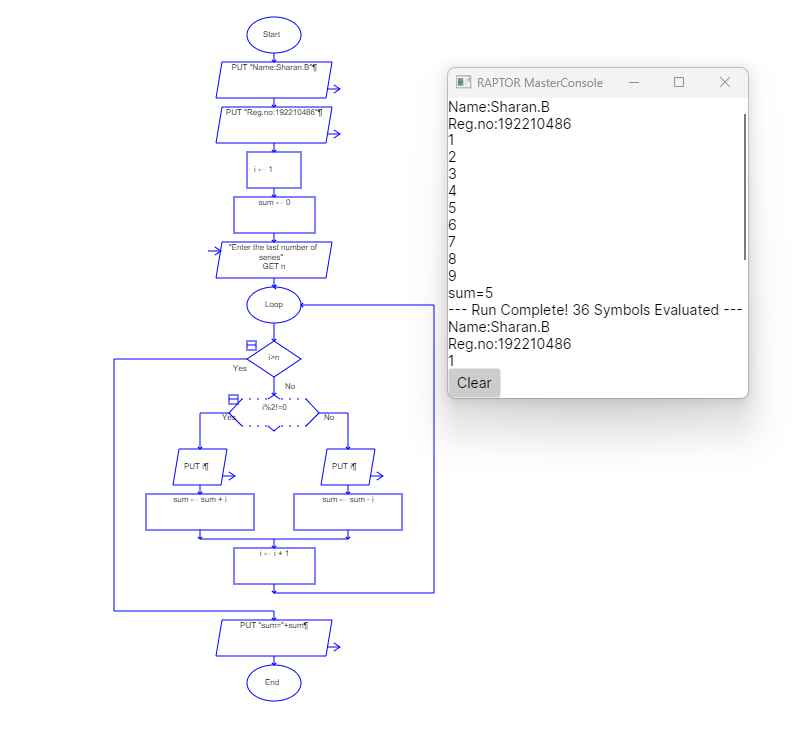 Start
PUT "Name:Sharan.B"¶
PUT "Reg.no:192210486"¶
i ← 1
sum ← 0
"Enter the last number of
series"
GET n
Loop
i>n
Yes
No
i%2!=0
Yes
No
PUT i¶
PUT i¶
sum ← sum + i
sum ← sum - i
i ← i + 1
PUT "sum="+sum¶
End
RAPTOR MasterConsole
Name:Sharan.B
Reg.no:192210486
1
2
3
4
5
6
7
8
9
sum=5
--- Run Complete! 36 Symbols Evaluated ---
Name:Sharan.B
Reg.no:192210486
1
Clear